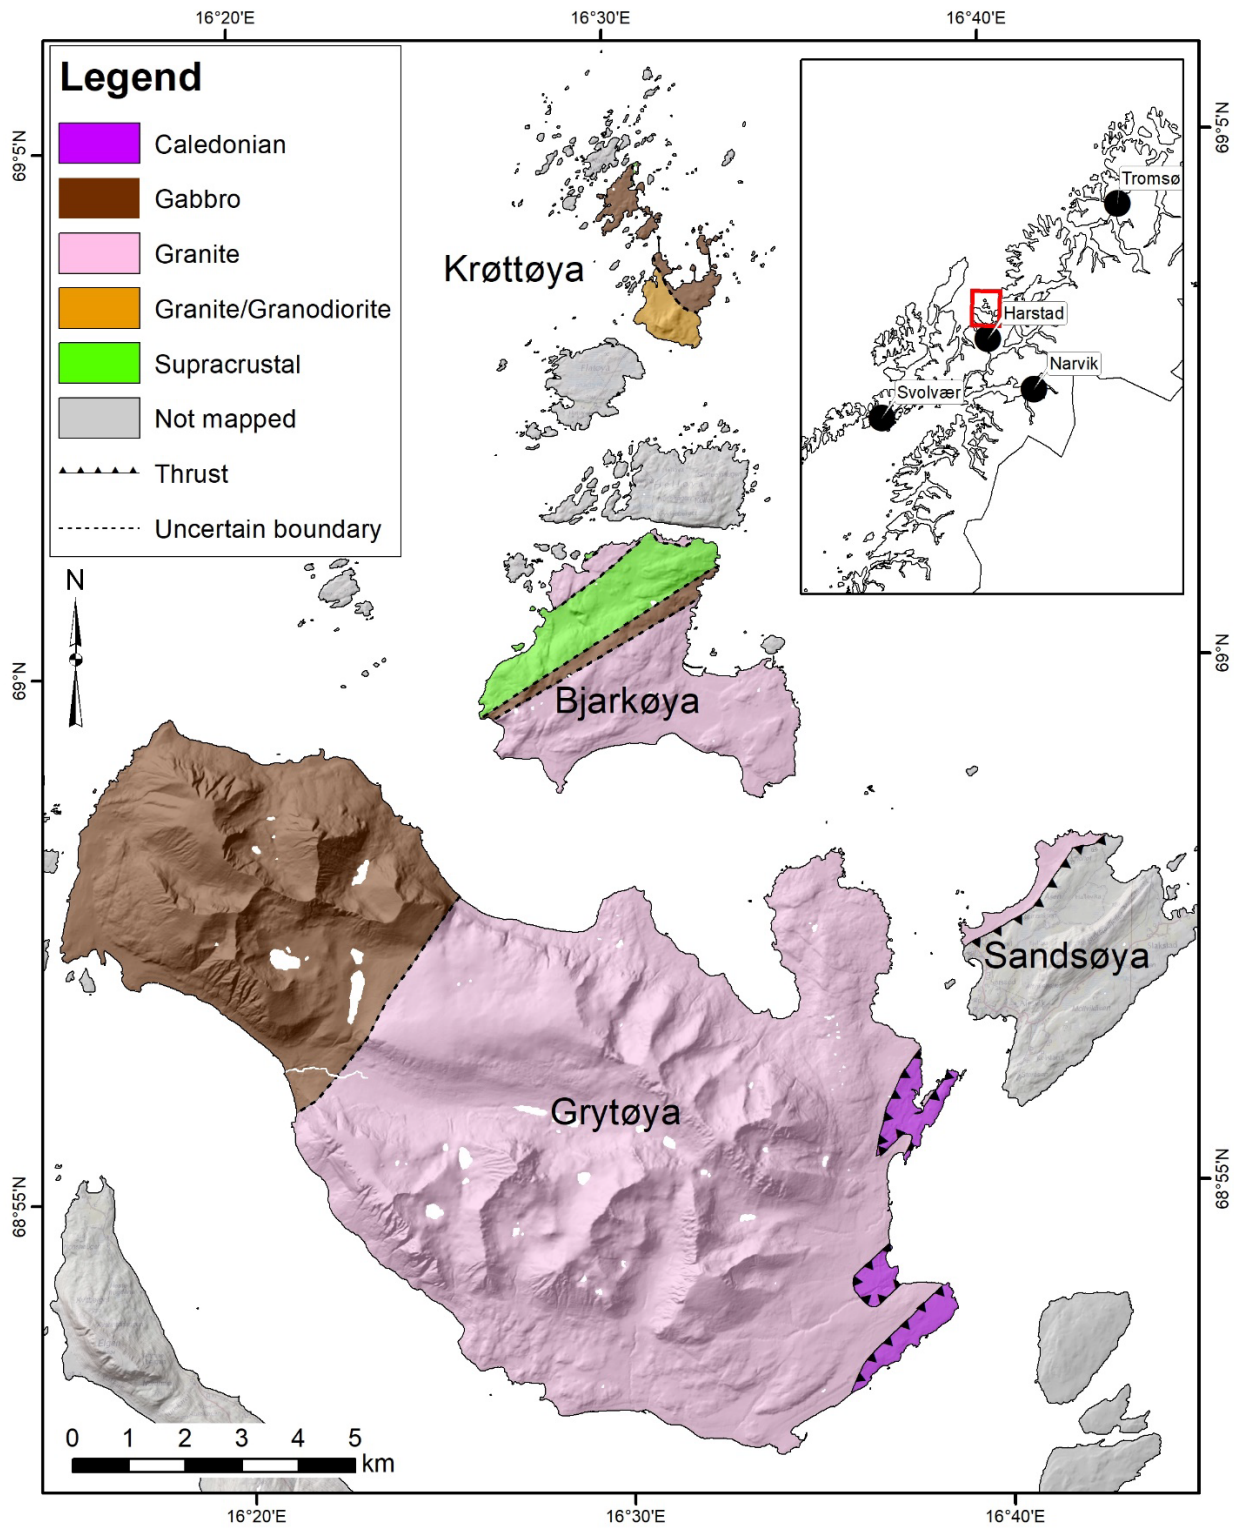 16°20'E
16°30'E
16°40'E
Legend
Caledonian
Gabbro
Granite
Granite/Granodiorite
Supracrustal
Not mapped
Thrust
Uncertain boundary
N
69°5'N
69°5'N
Tromsø
Harstad
Narvik
Svolvær
Krøttøya
69°N
69°N
Bjarkøya
Sandsøya
Grytøya
68°55'N
68°55'N
0 1 2 3 4 5
km
16°20'E
16°30'E
16°40'E